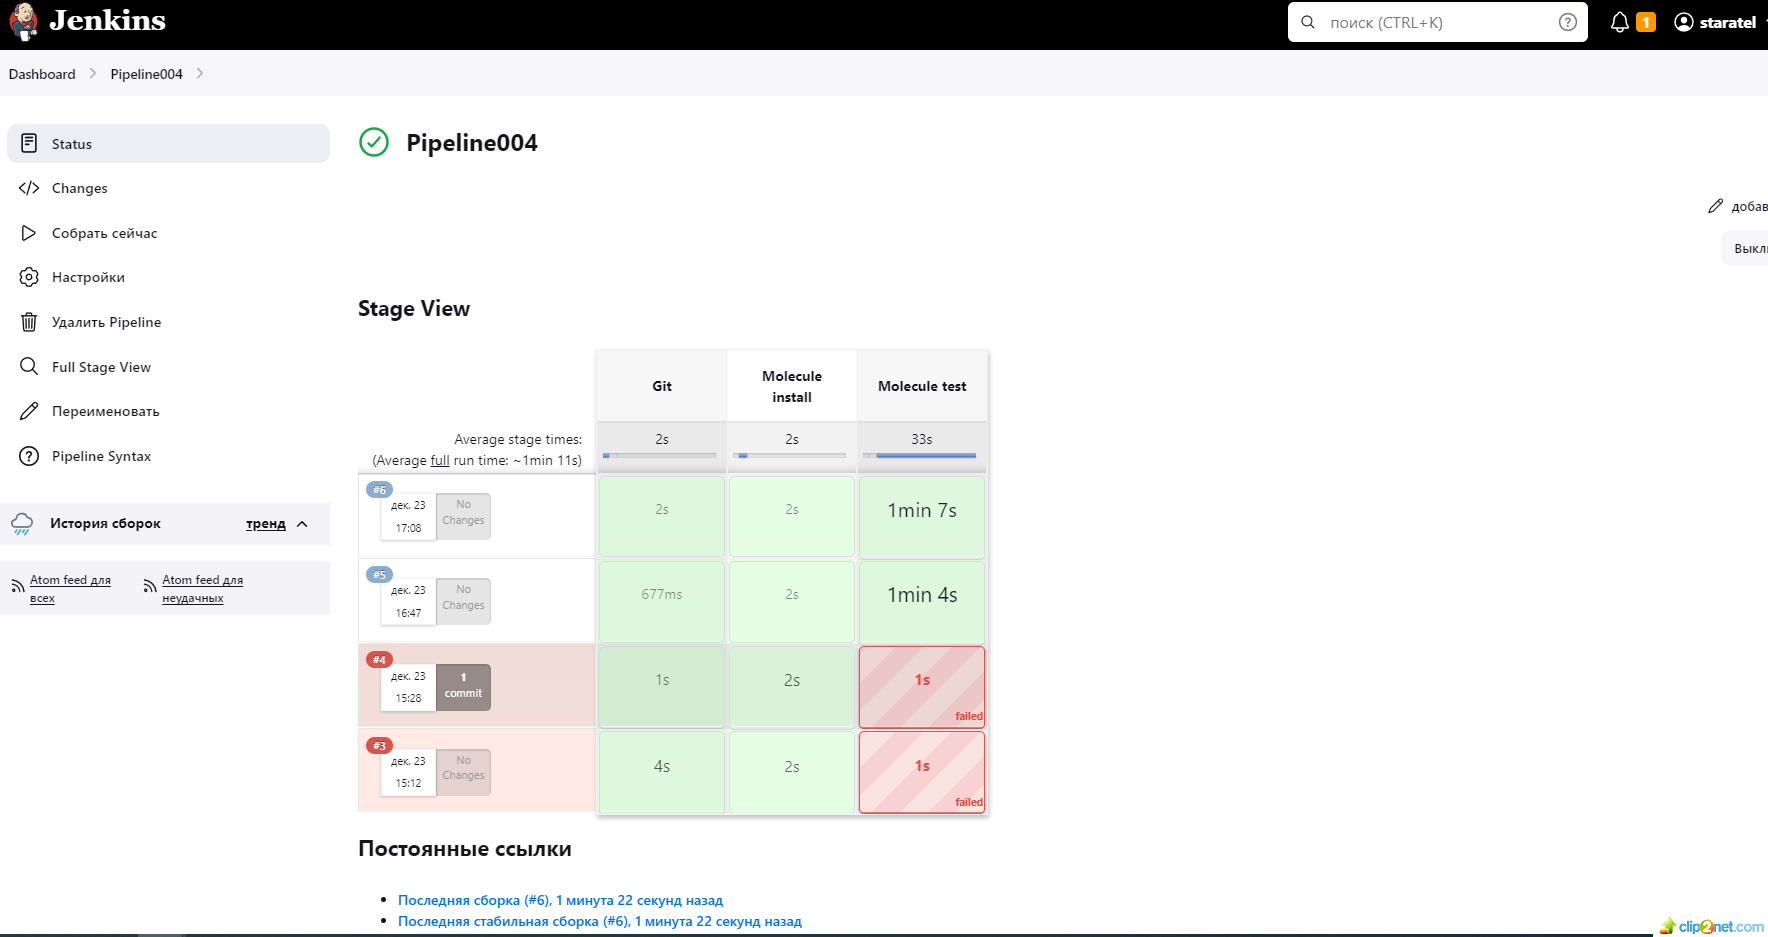 Jenkins
поиск (CTRL+K)
1
staratel
Dashboard
Pipeline004
Status
Changes
Собрать сейчас
Настройки
Удалить Pipeline
Full Stage View
Переименовать
Pipeline Syntax
История сборок
тренд
Atom feed для
всех
Atom feed для
неудачных
Pipeline004
добав
Выкл
Stage View
Git
Molecule
install
Molecule test
Average stage times:
(Average full run time: ~1min 11s)
2s
2s
33s
#6
дек. 23
17:08
No
Changes
2s
2s
1min 7s
#5
дек. 23
16:47
No
Changes
677ms
2s
1min 4s
#4
дек. 23
15:28
1
commit
1s
2s
1s
failed
#3
дек. 23
15:12
No
Changes
4s
2s
1s
failed
Постоянные ссылки
Последняя сборка (#6), 1 минута 22 секунд назад
Последняя стабильная сборка (#6), 1 минута 22 секунд назад
clip2net.com